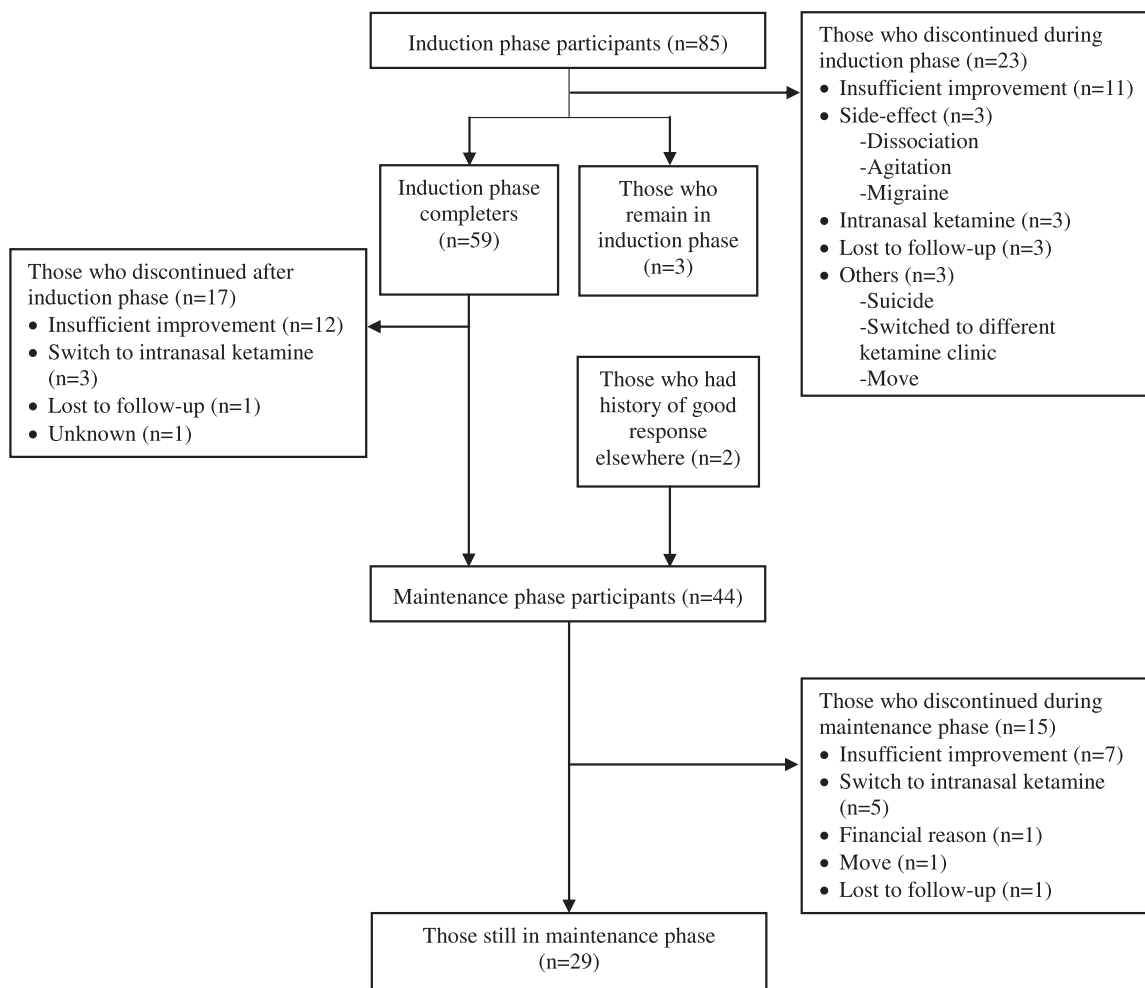 Induction phase participants (n=85)
Those who discontinued during
induction phase (n=23)
• Insufficient improvement (n=11)
• Side-effect (n=3)
-Dissociation
-Agitation
-Migraine
• Intranasal ketamine (n=3)
• Lost to follow-up (n=3)
• Others (n=3)
-Suicide
-Switched to different
ketamine clinic
-Move
Induction phase
completers
(n=59)
Those who
remain in
induction phase
(n=3)
Those who discontinued after
induction phase (n=17)
• Insufficient improvement (n=12)
• Switch to intranasal ketamine
(n=3)
• Lost to follow-up (n=1)
• Unknown (n=1)
Those who had
history of good
response
elsewhere (n=2)
Maintenance phase participants (n=44)
Those who discontinued during
maintenance phase (n=15)
• Insufficient improvement (n=7)
• Switch to intranasal ketamine
(n=5)
• Financial reason (n=1)
• Move (n=1)
• Lost to follow-up (n=1)
Those still in maintenance phase
(n=29)